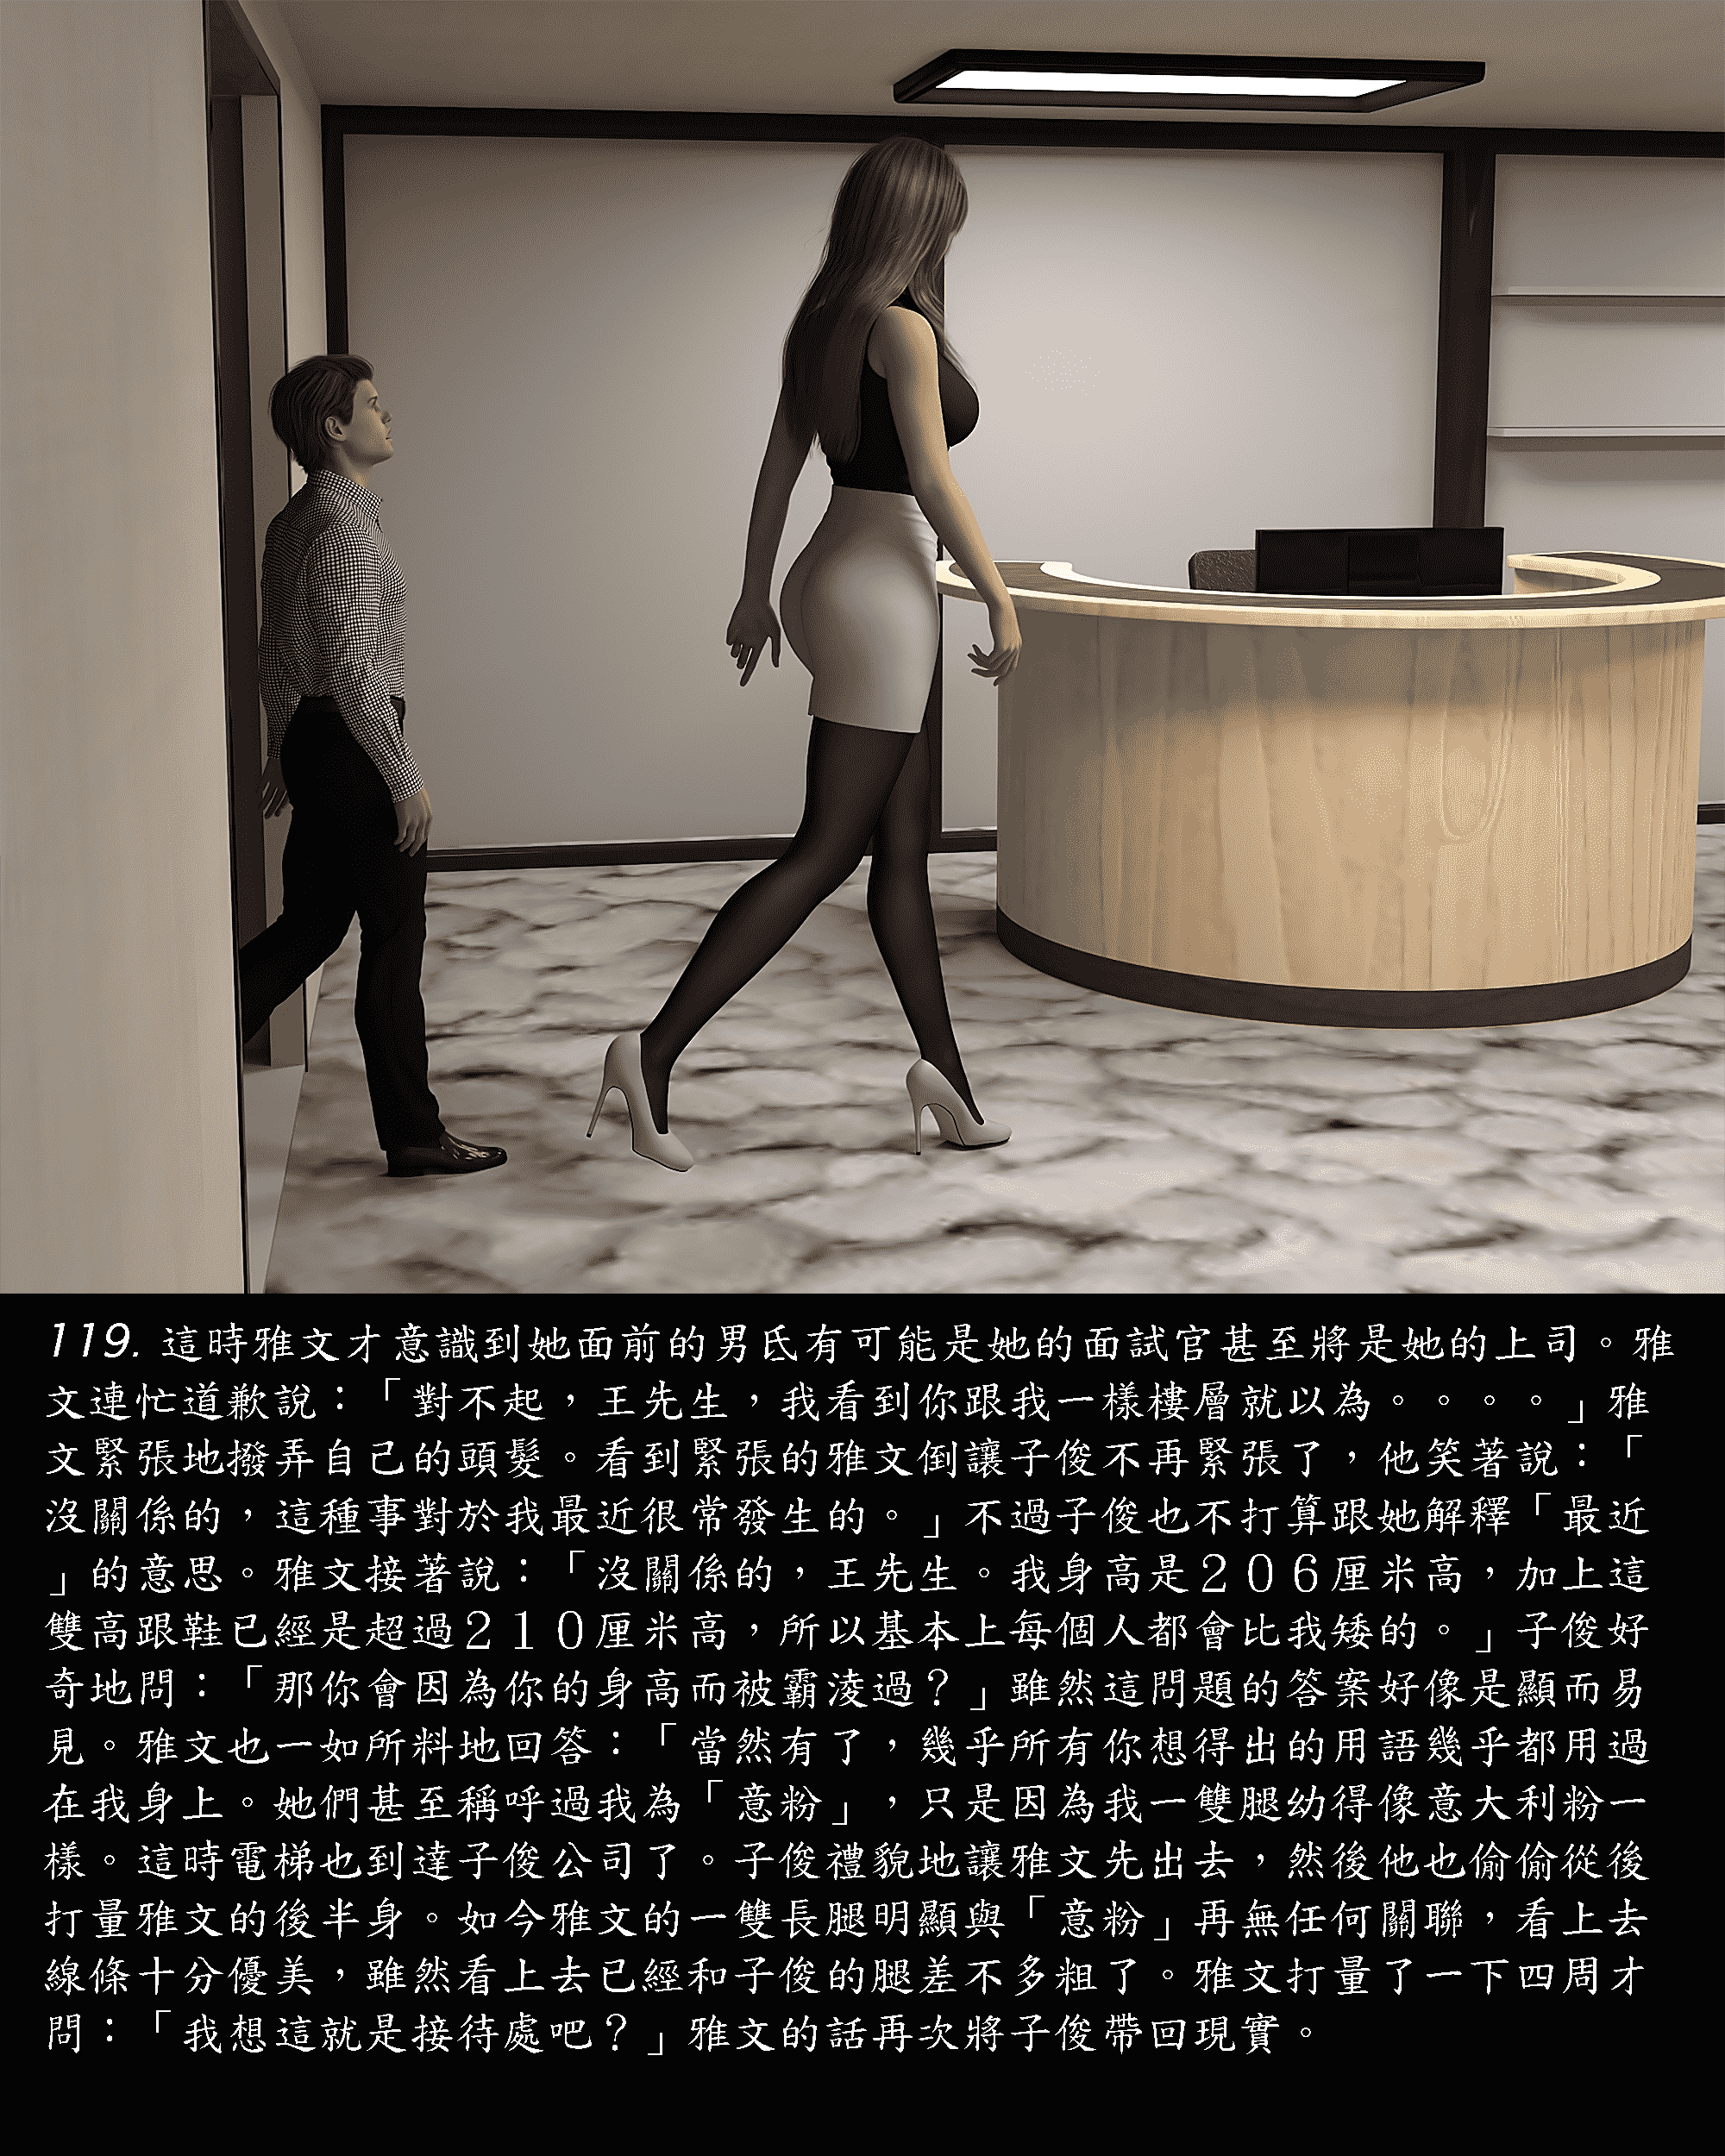 119. 這時雅文才意識到她面前的男氏有可能是她的面試官甚至將是她的上司。雅
文連忙道歉說：「對不起，王先生，我看到你跟我一樣樓層就以為。。。。」雅
文緊張地撥弄自己的頭髮。看到緊張的雅文倒讓子俊不再緊張了，他笑著說：「
沒關係的，這種事對於我最近很常發生的。」不過子俊也不打算跟她解釋「最近
」的意思。雅文接著說：「沒關係的，王先生。我身高是２０６厘米高，加上這
雙高跟鞋已經是超過２１０厘米高，所以基本上每個人都會比我矮的。」子俊好
奇地問：「那你會因為你的身高而被霸淩過？」雖然這問題的答案好像是顯而易
見。雅文也一如所料地回答：「當然有了，幾乎所有你想得出的用語幾乎都用過
在我身上。她們甚至稱呼過我為「意粉」，只是因為我一雙腿幼得像意大利粉一
樣。這時電梯也到達子俊公司了。子俊禮貌地讓雅文先出去，然後他也偷偷從後
打量雅文的後半身。如今雅文的一雙長腿明顯與「意粉」再無任何關聯，看上去
線條十分優美，雖然看上去已經和子俊的腿差不多粗了。雅文打量了一下四周才
問：「我想這就是接待處吧？」雅文的話再次將子俊帶回現實。